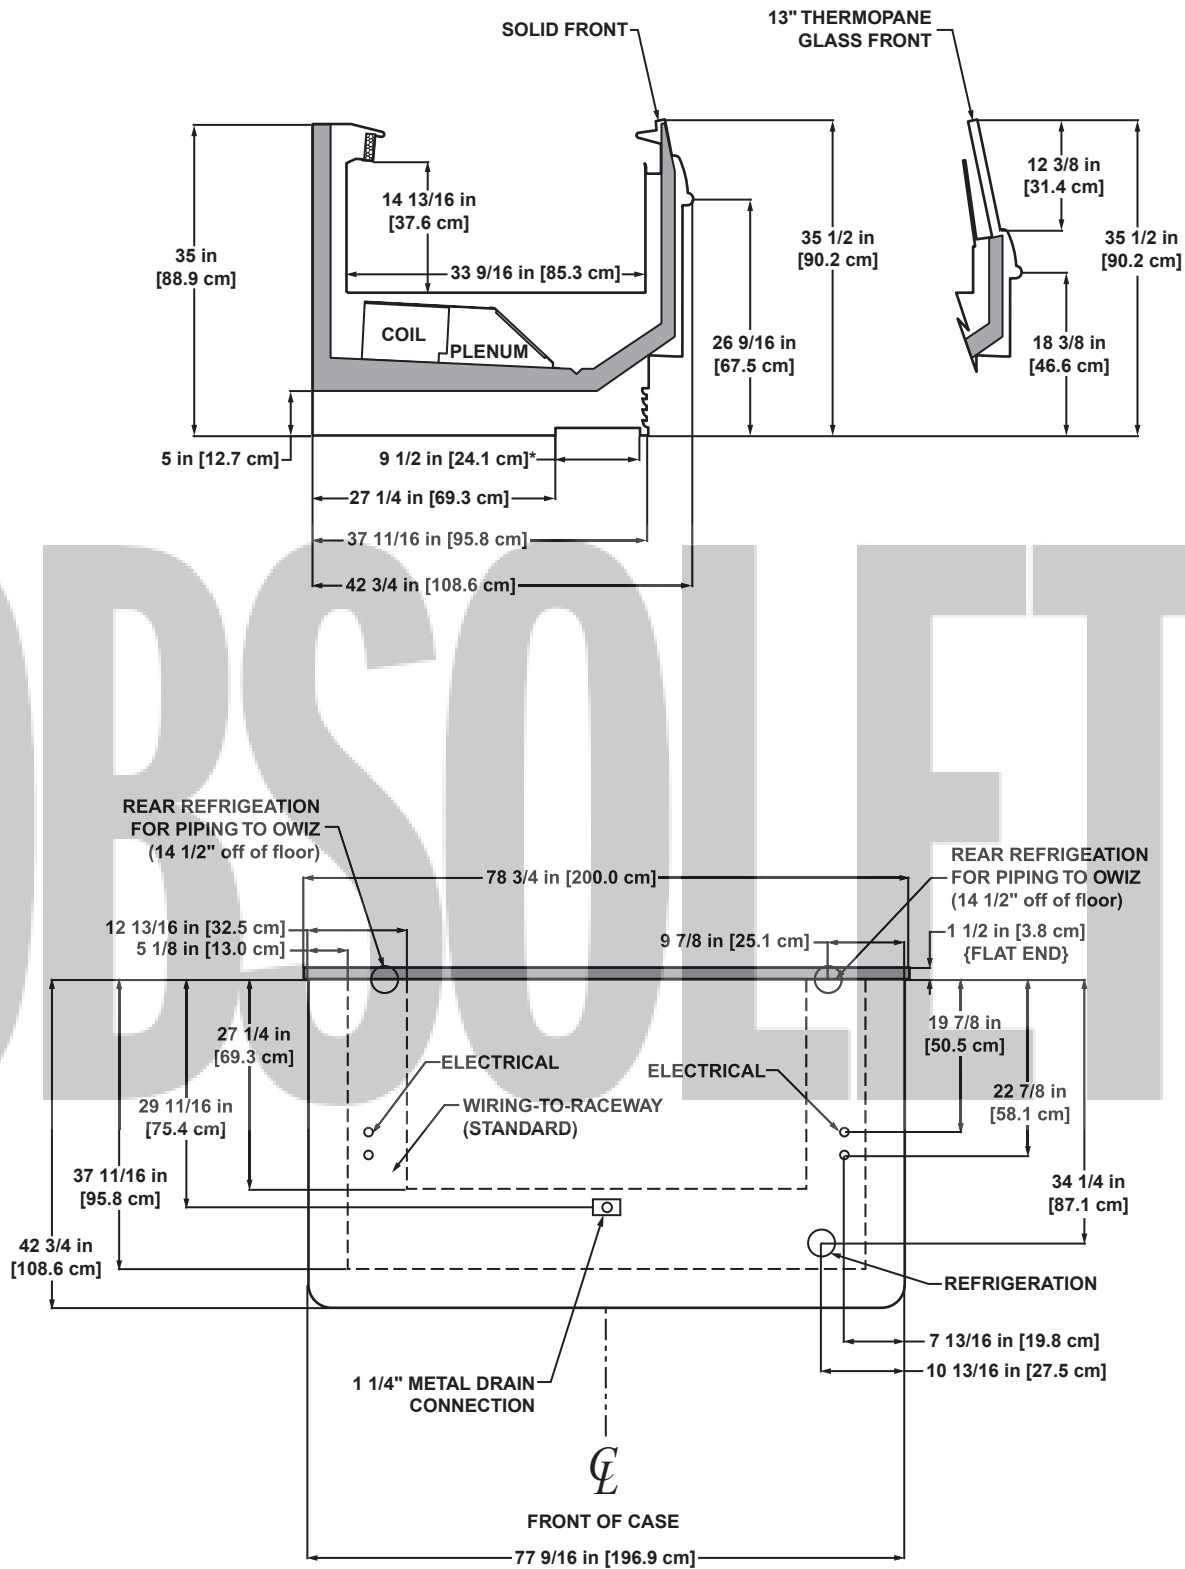 SOLID FRONT
13" THERMOPANE
GLASS FRONT
12 3/8 in
[31.4 cm]
14 13/16 in
[37.6 cm]
35 in
[88.9 cm]
35 1/2 in
[90.2 cm]
35 1/2 in
[90.2 cm]
33 9/16 in [85.3 cm]
COIL
PLENUM
26 9/16 in
[67.5 cm]
18 3/8 in
[46.6 cm]
5 in [12.7 cm]
9 1/2 in [24.1 cm]*
27 1/4 in [69.3 cm]
37 11/16 in [95.8 cm]
42 3/4 in [108.6 cm]
OBSOLET
REAR REFRIGEATION
FOR PIPING TO OWIZ
(14 1/2" off of floor)
REAR REFRIGEATION
FOR PIPING TO OWIZ
(14 1/2" off of floor)
78 3/4 in [200.0 cm]
12 13/16 in [32.5 cm]
5 1/8 in [13.0 cm]
9 7/8 in [25.1 cm]
1 1/2 in [3.8 cm]
{FLAT END}
27 1/4 in
[69.3 cm]
19 7/8 in
[50.5 cm]
ELECTRICAL
ELECTRICAL
22 7/8 in
[58.1 cm]
29 11/16 in
[75.4 cm]
WIRING-TO-RACEWAY
(STANDARD)
37 11/16 in
[95.8 cm]
34 1/4 in
[87.1 cm]
42 3/4 in
[108.6 cm]
REFRIGERATION
7 13/16 in [19.8 cm]
10 13/16 in [27.5 cm]
1 1/4" METAL DRAIN
CONNECTION
℄
FRONT OF CASE
77 9/16 in [196.9 cm]